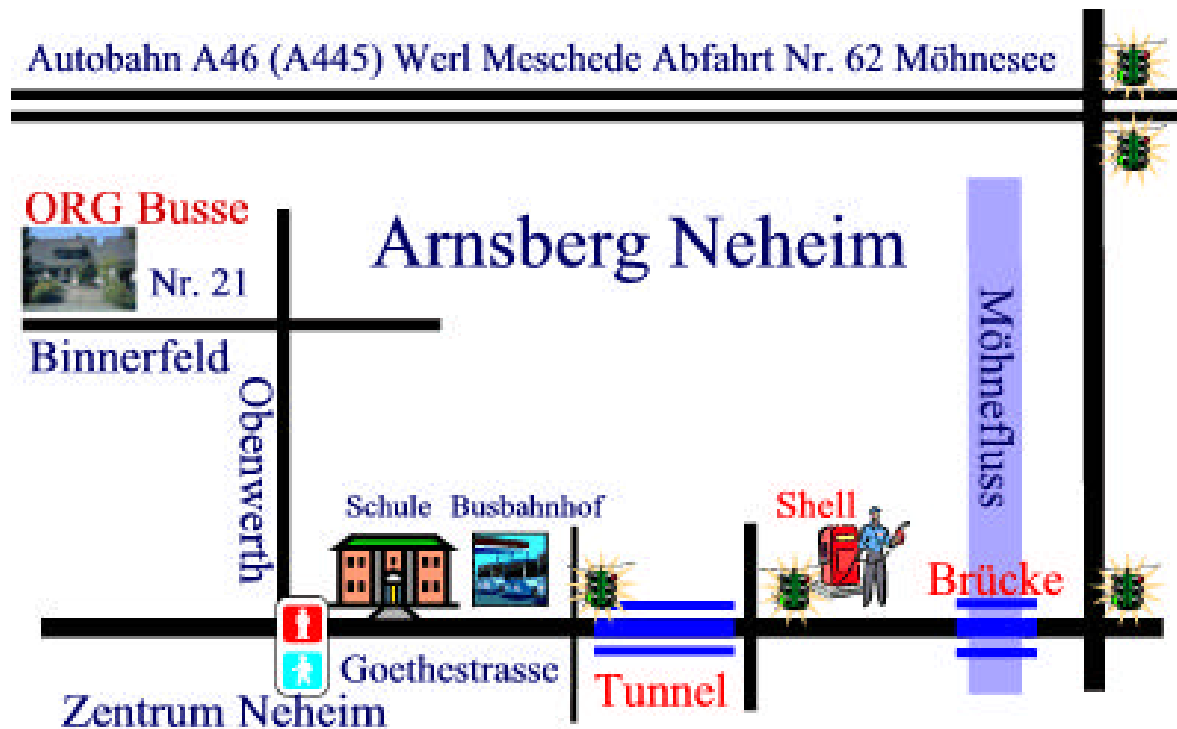 Autobahn A46 (A445) Werl Meschede Abfahrt Nr. 62 Möhnesee
ORG Busse
Nr. 21
Arnsberg Neheim
Binnerfeld
Obenwerth
Möhnefluss
Schule
Busbahnhof
Shell
Brücke
Goethestrasse
Tunnel
Zentrum Neheim